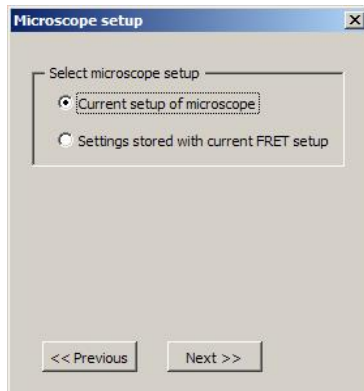 Microscope setup
Select microscope setup
Current setup of microscope
Settings stored with current FRET setup
<< Previous Next >>